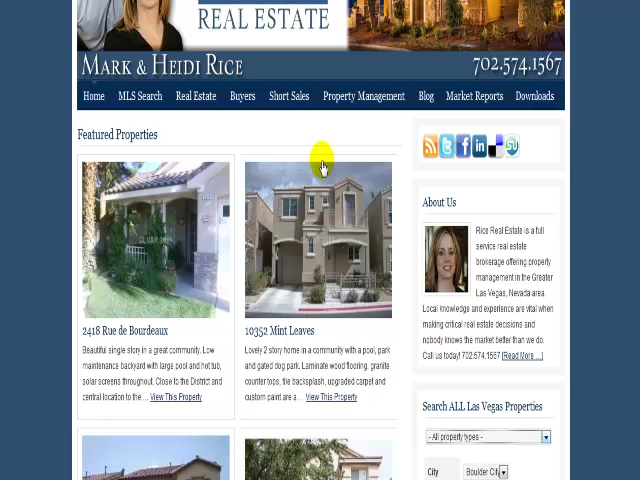 REAL ESTATE
MARK & HEIDI RICE
702.574.1567
Home MLS Search Real Estate Buyers Short Sales Property Management Blog Market Reports Downloads
Featured Properties
2418 Rue de Bourdeaux
Beautiful single story in a great community. Low
maintenance backyard with large pool and hot tub,
solar screens throughout. Close to the District and
central location to the ... View This Property
10352 Mint Leaves
Lovely 2 story home in a community with a pool, park
and gated dog park. Laminate wood flooring, granite
counter tops, tile backsplash, upgraded carpet and
custom paint are a ... View This Property
About Us
Rice Real Estate is a full
service real estate
brokerage offering property
management in the Greater
Las Vegas, Nevada area.
Local knowledge and experience are vital when
making critical real estate decisions and
nobody knows the market better than we do.
Call us today! 702.574.1567 [Read More ...]
Search ALL Las Vegas Properties
- All property types -
City
Boulder City